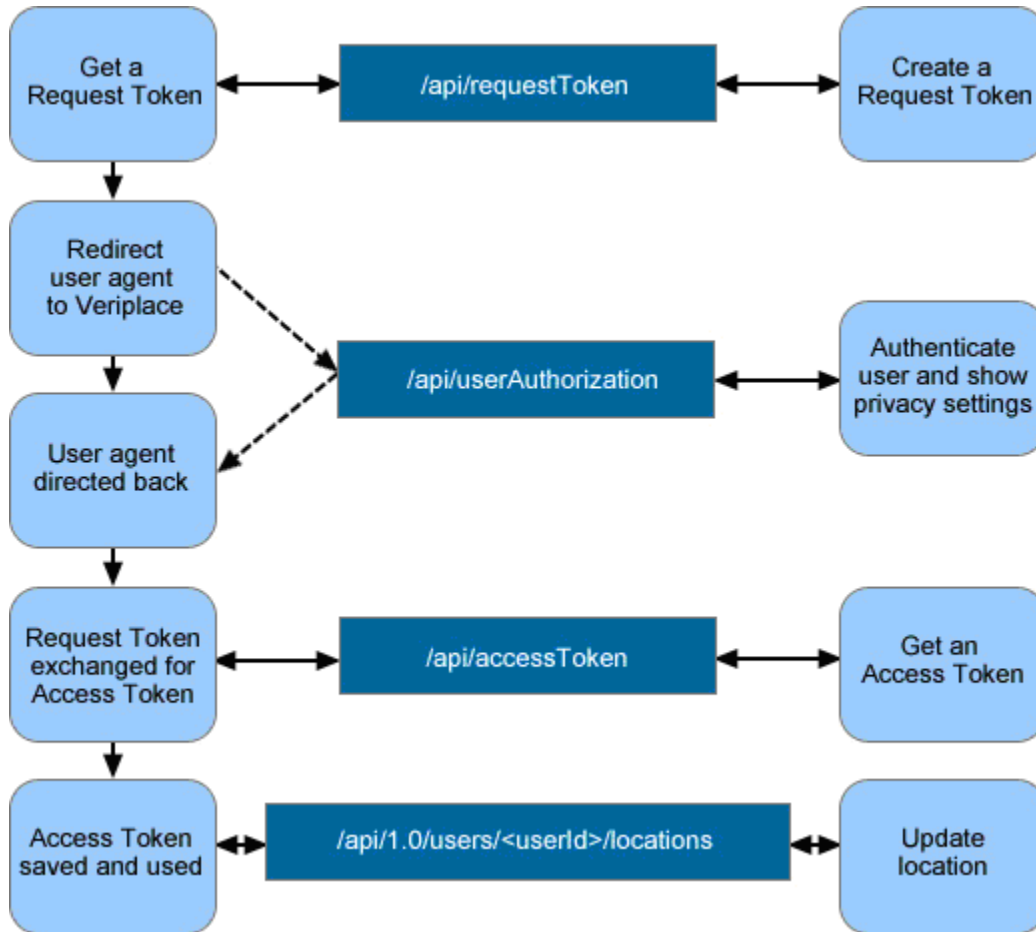 Get a
Request Token
/api/requestToken
Create a
Request Token
Redirect
user agent
to Veriplace
/api/userAuthorization
Authenticate
user and show
privacy settings
User agent
directed back
Request Token
exchanged for
Access Token
/api/accessToken
Get an
Access Token
Access Token
saved and used
/api/1.0/users/<userId>/locations
Update
location